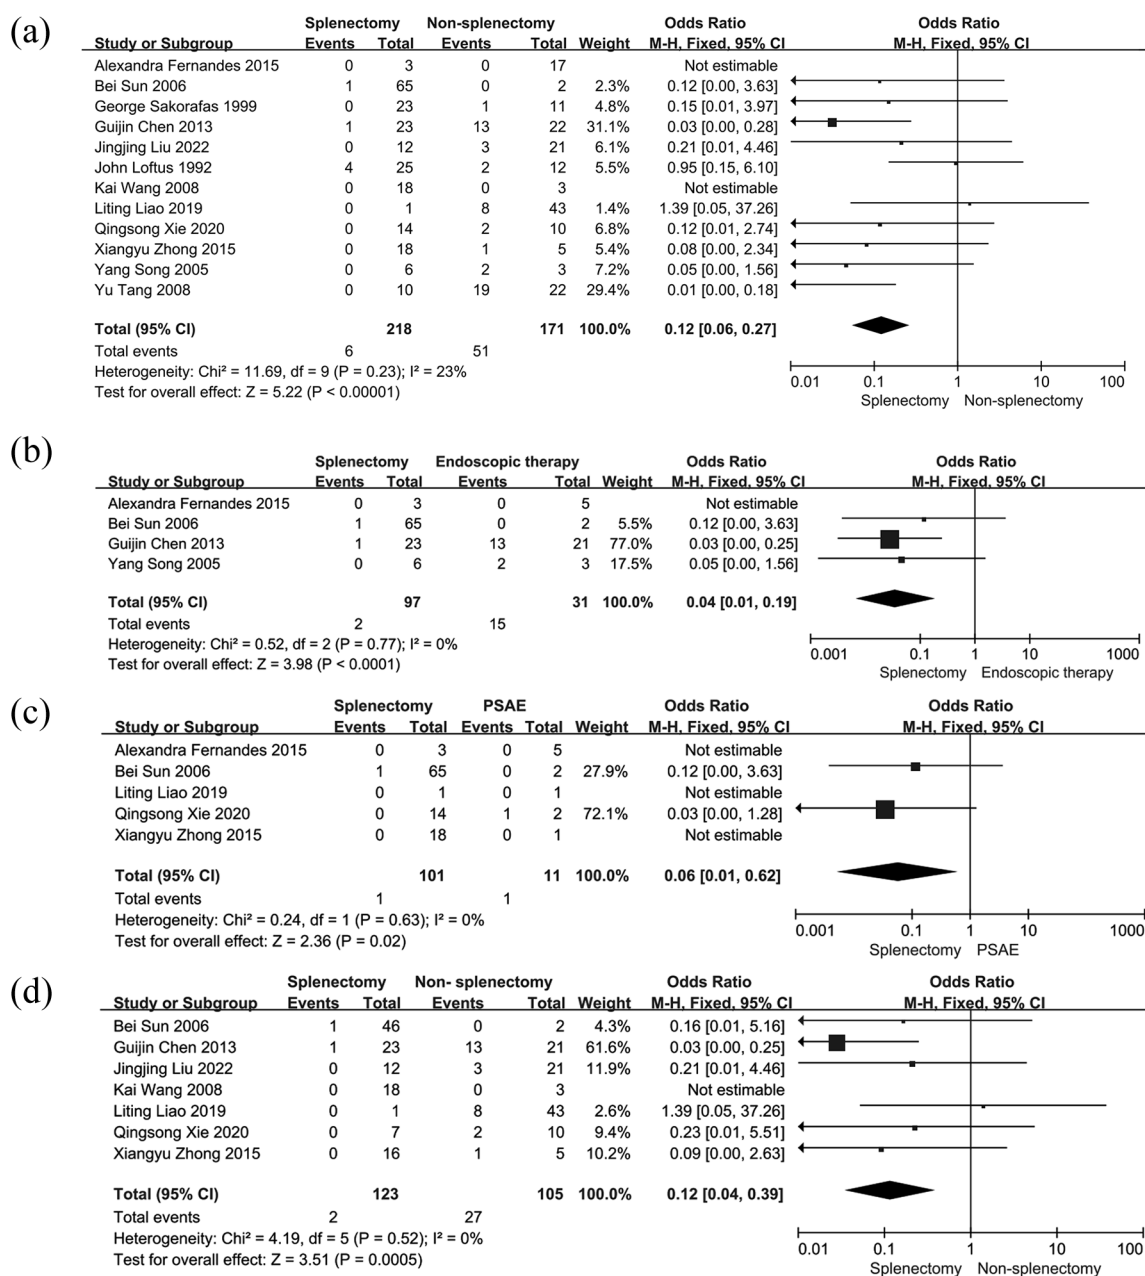 (a)
Splenectomy Non-splenectomy Odds Ratio Odds Ratio
Study or Subgroup Events Total Events Total Weight M-H, Fixed, 95% CI M-H, Fixed, 95% CI
Alexandra Fernandes 2015 0 3 0 17 Not estimable
Bei Sun 2006 1 65 0 2 2.3% 0.12 [0.00, 3.63]
George Sakorafas 1999 0 23 1 11 4.8% 0.15 [0.01, 3.97]
Guijin Chen 2013 1 23 13 22 31.1% 0.03 [0.00, 0.28]
Jingjing Liu 2022 0 12 3 21 6.1% 0.21 [0.01, 4.46]
John Loftus 1992 4 25 2 12 5.5% 0.95 [0.15, 6.10]
Kai Wang 2008 0 18 0 3 Not estimable
Liting Liao 2019 0 1 8 43 1.4% 1.39 [0.05, 37.26]
Qingsong Xie 2020 0 14 2 10 6.8% 0.12 [0.01, 2.74]
Xiangyu Zhong 2015 0 18 1 5 5.4% 0.08 [0.00, 2.34]
Yang Song 2005 0 6 2 3 7.2% 0.05 [0.00, 1.56]
Yu Tang 2008 0 10 19 22 29.4% 0.01 [0.00, 0.18]
Total (95% CI) 218 171 100.0% 0.12 [0.06, 0.27]
Total events 6 51
Heterogeneity: Chi² = 11.69, df = 9 (P = 0.23); I² = 23%
Test for overall effect: Z = 5.22 (P < 0.00001)
0.01 0.1 1 10 100
Splenectomy Non-splenectomy
(b)
Splenectomy Endoscopic therapy Odds Ratio Odds Ratio
Study or Subgroup Events Total Events Total Weight M-H, Fixed, 95% CI M-H, Fixed, 95% CI
Alexandra Fernandes 2015 0 3 0 5 Not estimable
Bei Sun 2006 1 65 0 2 5.5% 0.12 [0.00, 3.63]
Guijin Chen 2013 1 23 13 21 77.0% 0.03 [0.00, 0.25]
Yang Song 2005 0 6 2 3 17.5% 0.05 [0.00, 1.56]
Total (95% CI) 97 31 100.0% 0.04 [0.01, 0.19]
Total events 2 15
Heterogeneity: Chi² = 0.52, df = 2 (P = 0.77); I² = 0%
Test for overall effect: Z = 3.98 (P < 0.0001)
0.001 0.1 1 10 1000
Splenectomy Endoscopic therapy
(c)
Splenectomy PSAE Odds Ratio Odds Ratio
Study or Subgroup Events Total Events Total Weight M-H, Fixed, 95% CI M-H, Fixed, 95% CI
Alexandra Fernandes 2015 0 3 0 5 Not estimable
Bei Sun 2006 1 65 0 2 27.9% 0.12 [0.00, 3.63]
Liting Liao 2019 0 1 0 1 Not estimable
Qingsong Xie 2020 0 14 1 2 72.1% 0.03 [0.00, 1.28]
Xiangyu Zhong 2015 0 18 0 1 Not estimable
Total (95% CI) 101 11 100.0% 0.06 [0.01, 0.62]
Total events 1 1
Heterogeneity: Chi² = 0.24, df = 1 (P = 0.63); I² = 0%
Test for overall effect: Z = 2.36 (P = 0.02)
0.001 0.1 1 10 1000
Splenectomy PSAE
(d)
Splenectomy Non- splenectomy Odds Ratio Odds Ratio
Study or Subgroup Events Total Events Total Weight M-H, Fixed, 95% CI M-H, Fixed, 95% CI
Bei Sun 2006 1 46 0 2 4.3% 0.16 [0.01, 5.16]
Guijin Chen 2013 1 23 13 21 61.6% 0.03 [0.00, 0.25]
Jingjing Liu 2022 0 12 3 21 11.9% 0.21 [0.01, 4.46]
Kai Wang 2008 0 18 0 3 Not estimable
Liting Liao 2019 0 1 8 43 2.6% 1.39 [0.05, 37.26]
Qingsong Xie 2020 0 7 2 10 9.4% 0.23 [0.01, 5.51]
Xiangyu Zhong 2015 0 16 1 5 10.2% 0.09 [0.00, 2.63]
Total (95% CI) 123 105 100.0% 0.12 [0.04, 0.39]
Total events 2 27
Heterogeneity: Chi² = 4.19, df = 5 (P = 0.52); I² = 0%
Test for overall effect: Z = 3.51 (P = 0.0005)
0.01 0.1 1 10 100
Splenectomy Non-splenectomy